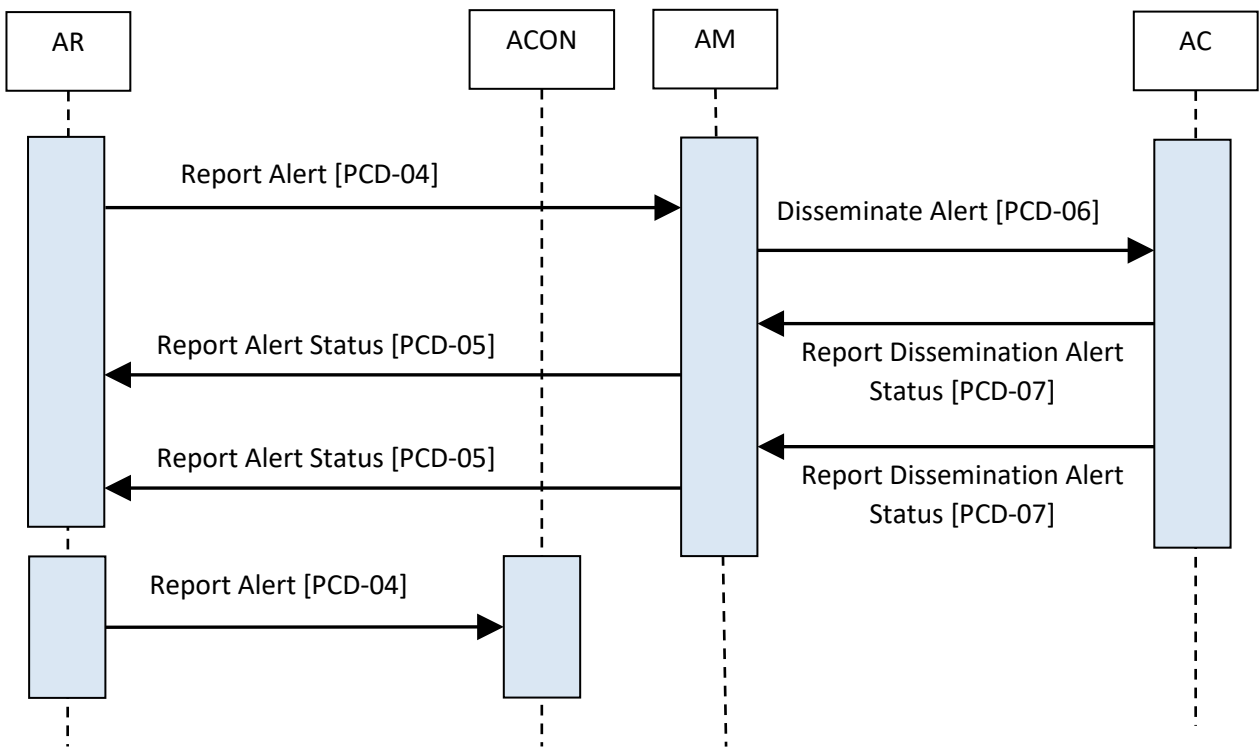 AR
ACON
AM
AC
Report Alert [PCD-04]
Disseminate Alert [PCD-06]
Report Alert Status [PCD-05]
Report Dissemination Alert
Status [PCD-07]
Report Alert Status [PCD-05]
Report Dissemination Alert
Status [PCD-07]
Report Alert [PCD-04]